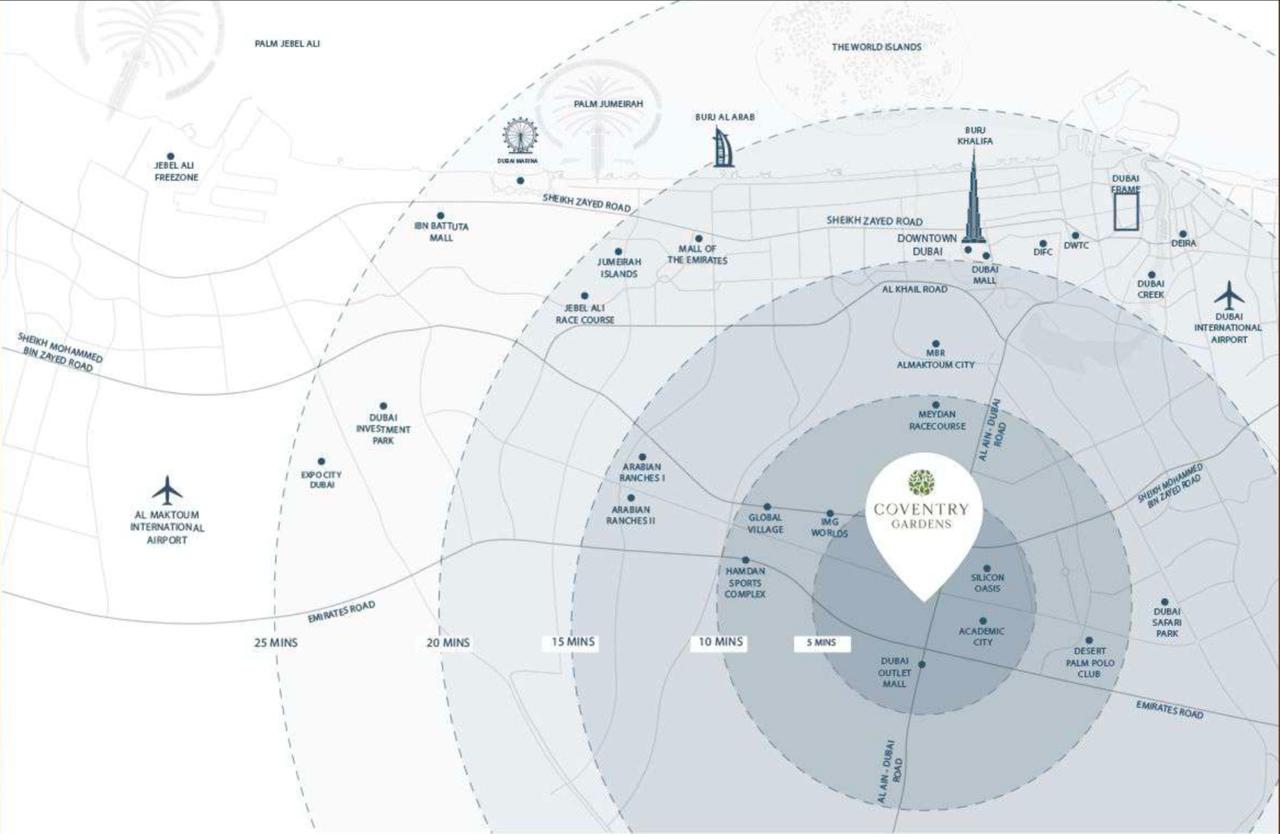 PALM JEBEL ALI
THE WORLD ISLANDS
PALM JUMEIRAH
BURJ AL ARAB
BURJ
KHALIFA
DUBAI MARINA
JEBEL ALI
FREEZONE
DUBAI
FRAME
SHEIKH ZAYED ROAD
SHEIKH ZAYED ROAD
IBN BATTUTA
MALL
MALL OF
THE EMIRATES
DOWNTOWN
DUBAI
DIFC
DWTC
DEIRA
JUMEIRAH
ISLANDS
DUBAI
MALL
DUBAI
CREEK
AL KHAIL ROAD
JEBEL ALI
RACE COURSE
DUBAI
INTERNATIONAL
AIRPORT
SHEIKH MOHAMMED
BIN ZAYED ROAD
MBR
ALMAKTOUM CITY
DUBAI
INVESTMENT
PARK
MEYDAN
RACECOURSE
AL AIN - DUBAI
ROAD
EXPO CITY
DUBAI
ARABIAN
RANCHES I
ARABIAN
RANCHES II
SHEIKH MOHAMMED
BIN ZAYED ROAD
AL MAKTOUM
INTERNATIONAL
AIRPORT
GLOBAL
VILLAGE
IMG
WORLDS
COVENTRY
GARDENS
HAMDAN
SPORTS
COMPLEX
SILICON
OASIS
EMIRATES ROAD
DUBAI
SAFARI
PARK
ACADEMIC
CITY
25 MINS
20 MINS
15 MINS
10 MINS
5 MINS
DUBAI
OUTLET
MALL
DESERT
PALM POLO
CLUB
EMIRATES ROAD
AL AIN - DUBAI
ROAD